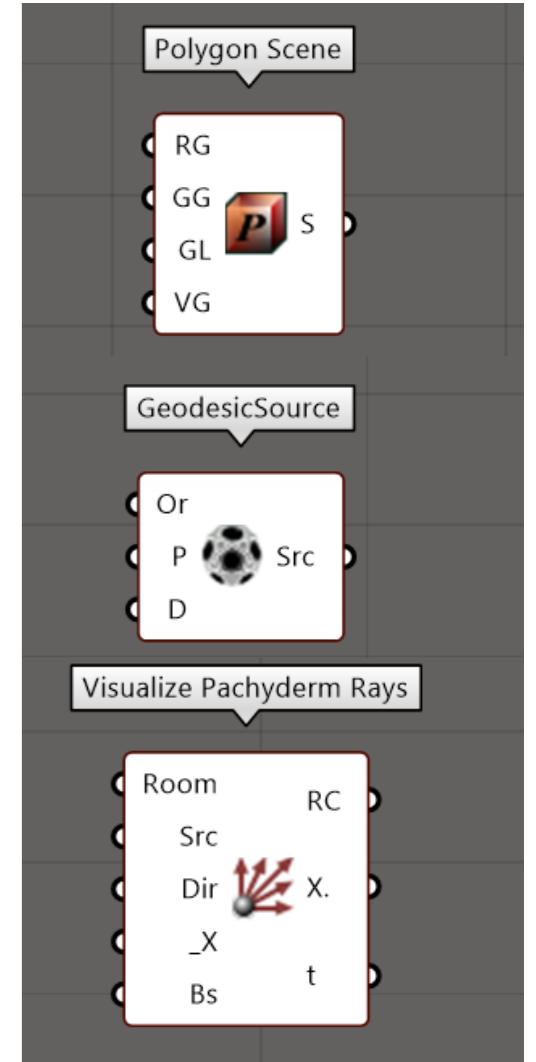 Polygon Scene
RG
GG
GL
VG
P
S
GeodesicSource
Or
P
D
Src
Visualize Pachyderm Rays
Room
Src
Dir
_X
Bs
RC
X.
t